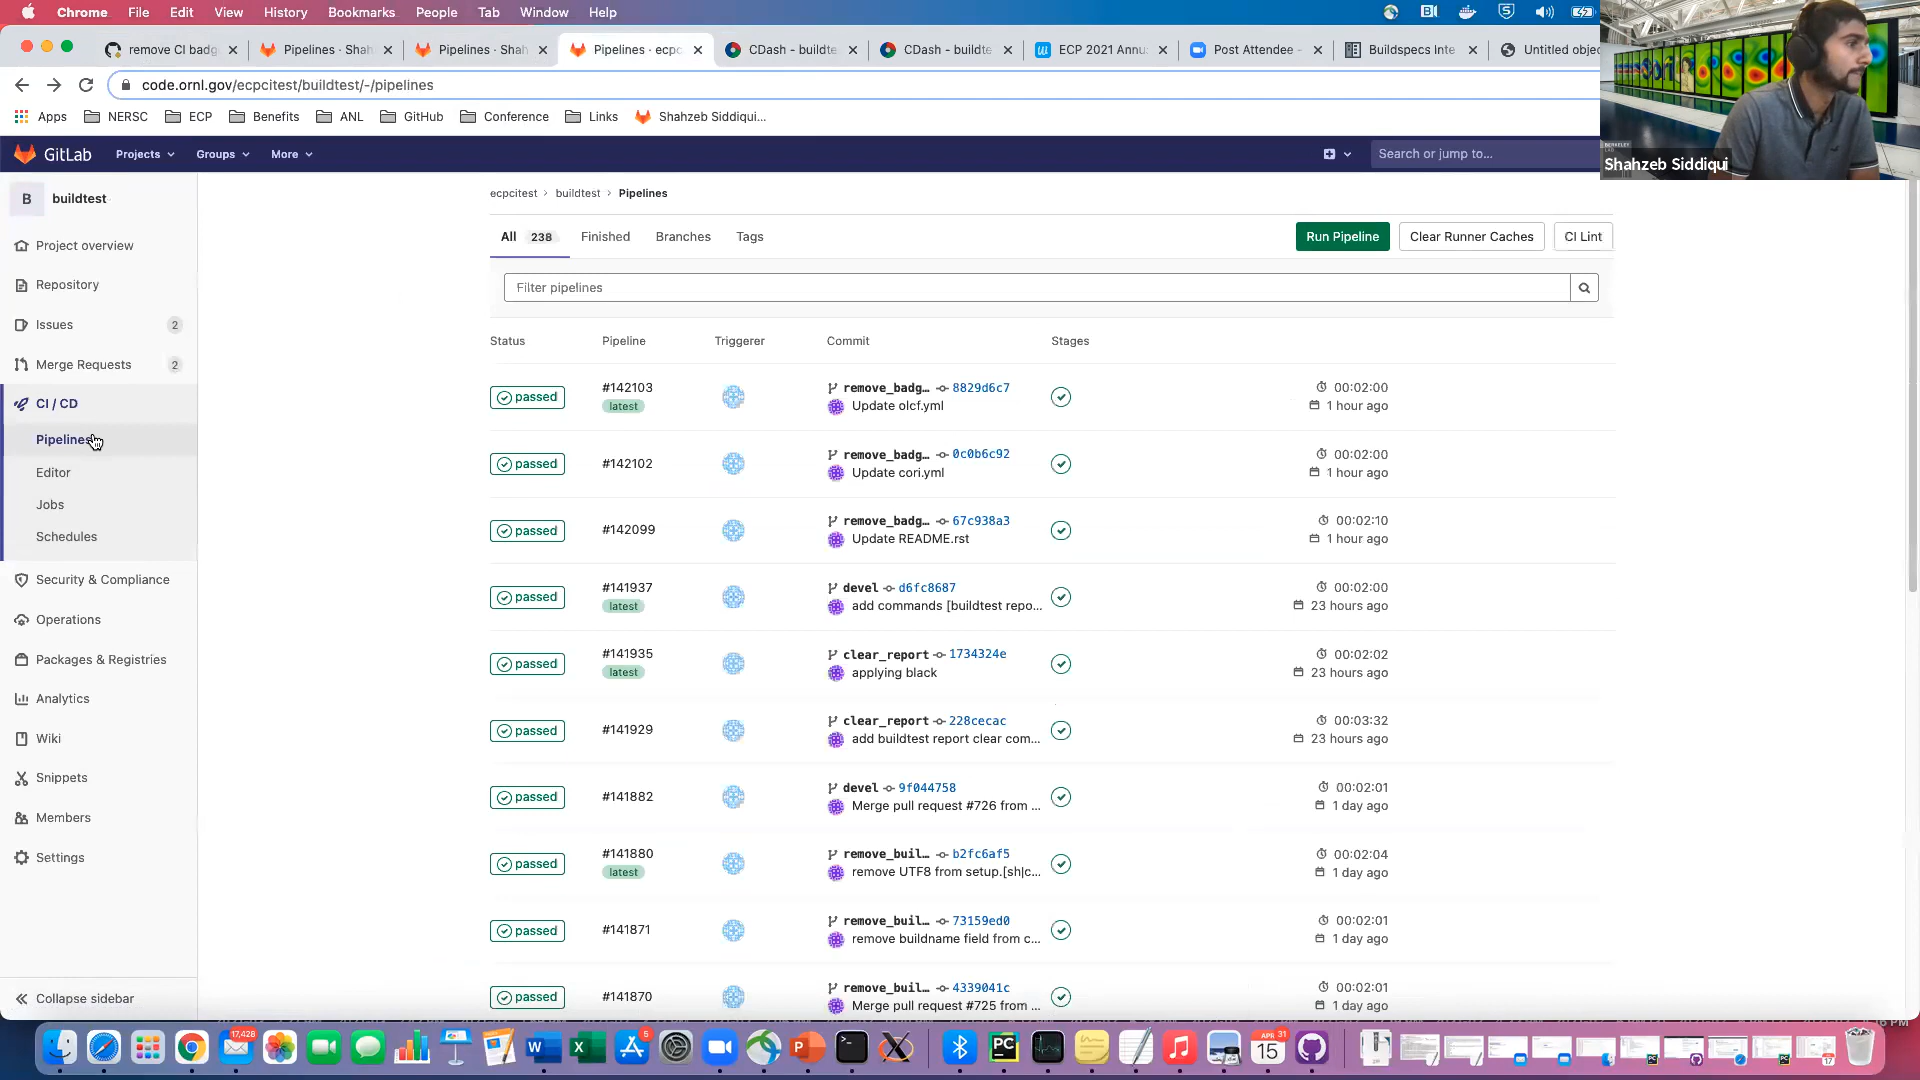 Chrome File Edit View History Bookmarks People Tab Window Help
remove CI badg Pipelines · Shah Pipelines · Shah Pipelines · ecpc CDash - buildte CDash - buildte ECP 2021 Annu Post Attendee - Buildspecs Inte Untitled objec
code.ornl.gov/ecpcitest/buildtest/-/pipelines
Apps NERSC ECP Benefits ANL GitHub Conference Links Shahzeb Siddiqui...
GitLab Projects Groups More Search or jump to...
Shahzeb Siddiqui
B buildtest
Project overview
Repository
Issues 2
Merge Requests 2
CI / CD
Pipelines
Editor
Jobs
Schedules
Security & Compliance
Operations
Packages & Registries
Analytics
Wiki
Snippets
Members
Settings
Collapse sidebar
ecpcitest › buildtest › Pipelines
All 238 Finished Branches Tags Run Pipeline Clear Runner Caches CI Lint
Filter pipelines
Status Pipeline Triggerer Commit Stages
passed #142103 latest remove_badg... 8829d6c7 Update olcf.yml 00:02:00 1 hour ago
passed #142102 remove_badg... 0c0b6c92 Update cori.yml 00:02:00 1 hour ago
passed #142099 remove_badg... 67c938a3 Update README.rst 00:02:10 1 hour ago
passed #141937 latest devel d6fc8687 add commands [buildtest repo... 00:02:00 23 hours ago
passed #141935 latest clear_report 1734324e applying black 00:02:02 23 hours ago
passed #141929 clear_report 228cecac add buildtest report clear com... 00:03:32 23 hours ago
passed #141882 devel 9f044758 Merge pull request #726 from ... 00:02:01 1 day ago
passed #141880 latest remove_buil... b2fc6af5 remove UTF8 from setup.[sh|c... 00:02:04 1 day ago
passed #141871 remove_buil... 73159ed0 remove buildname field from c... 00:02:01 1 day ago
passed #141870 remove_buil... 4339041c Merge pull request #725 from ... 00:02:01 1 day ago
17,428 5 APR 31 15 17